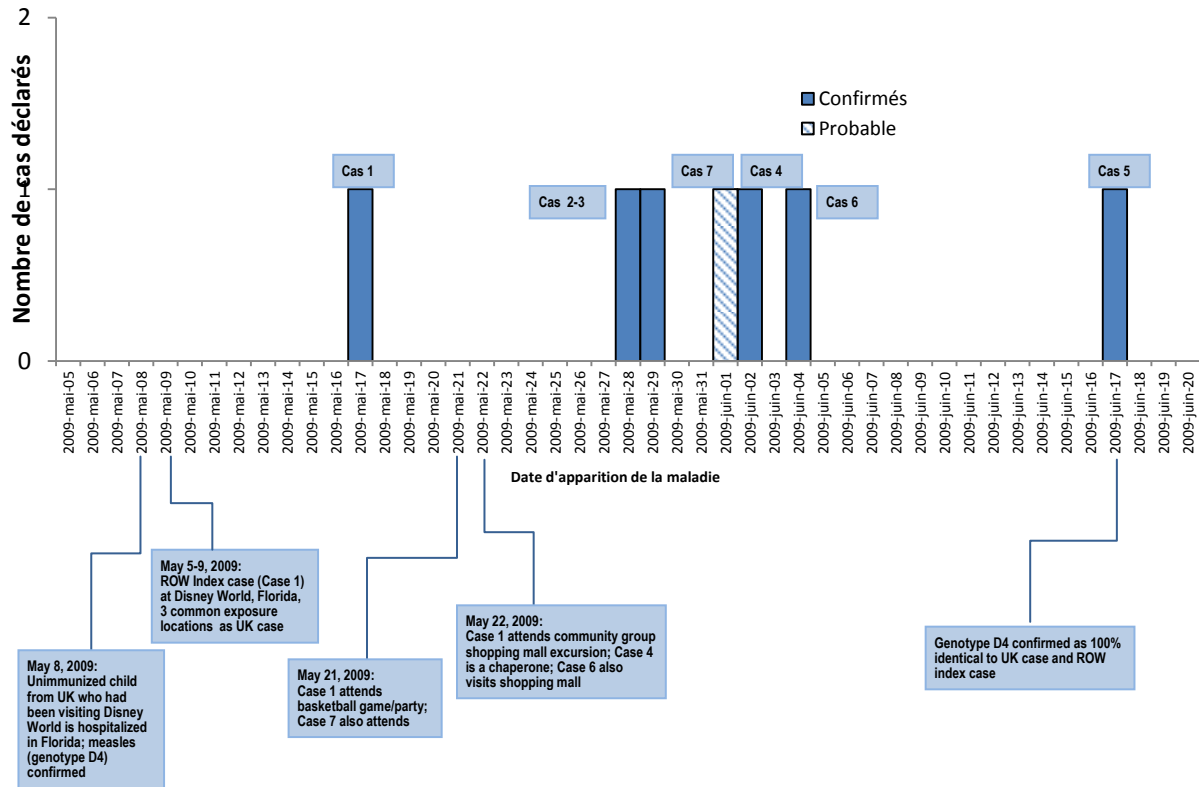 2
1
0
Nombre de cas déclarés
Confirmés
Probable
Cas 1
Cas 2-3
Cas 7
Cas 4
Cas 6
Cas 5
2009-mai-05
2009-mai-06
2009-mai-07
2009-mai-08
2009-mai-09
2009-mai-10
2009-mai-11
2009-mai-12
2009-mai-13
2009-mai-14
2009-mai-15
2009-mai-16
2009-mai-17
2009-mai-18
2009-mai-19
2009-mai-20
2009-mai-21
2009-mai-22
2009-mai-23
2009-mai-24
2009-mai-25
2009-mai-26
2009-mai-27
2009-mai-28
2009-mai-29
2009-mai-30
2009-mai-31
2009-juin-01
2009-juin-02
2009-juin-03
2009-juin-04
2009-juin-05
2009-juin-06
2009-juin-07
2009-juin-08
2009-juin-09
2009-juin-10
2009-juin-11
2009-juin-12
2009-juin-13
2009-juin-14
2009-juin-15
2009-juin-16
2009-juin-17
2009-juin-18
2009-juin-19
2009-juin-20
Date d'apparition de la maladie
May 8, 2009:
Unimmunized child
from UK who had
been visiting Disney
World is hospitalized
in Florida; measles
(genotype D4)
confirmed
May 5-9, 2009:
ROW Index case (Case 1)
at Disney World, Florida,
3 common exposure
locations as UK case
May 21, 2009:
Case 1 attends
basketball game/party;
Case 7 also attends
May 22, 2009:
Case 1 attends community group
shopping mall excursion; Case 4
is a chaperone; Case 6 also
visits shopping mall
Genotype D4 confirmed as 100%
identical to UK case and ROW
index case